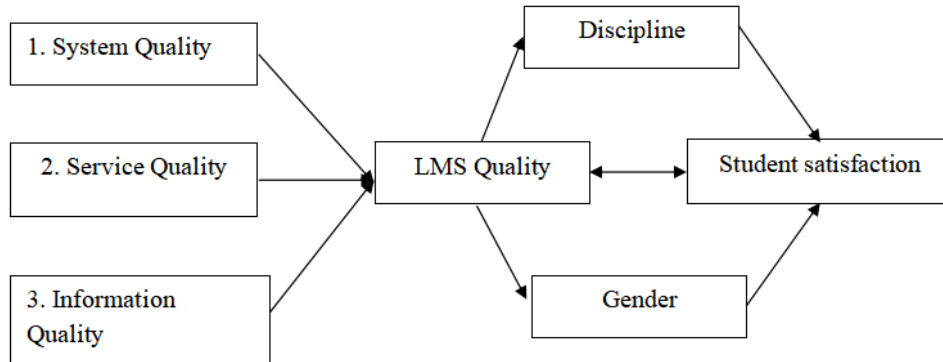 1. System Quality
2. Service Quality
3. Information
Quality
LMS Quality
Discipline
Gender
Student satisfaction